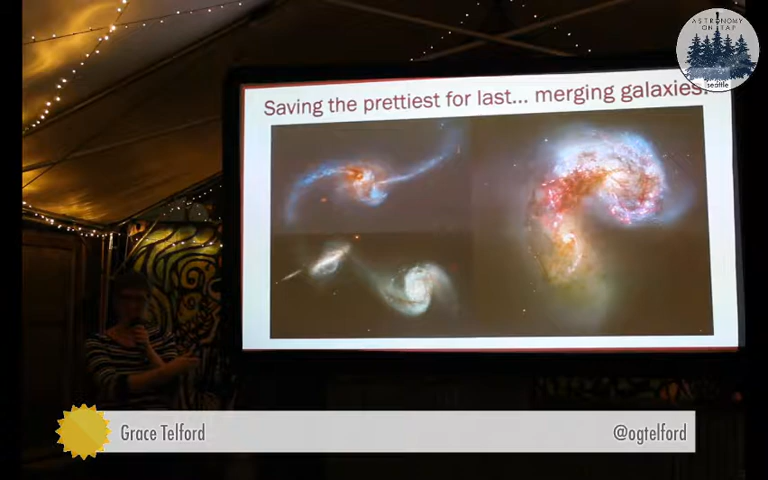 ASTRONOMY
ON TAP
seattle
Saving the prettiest for last... merging galaxies!
Grace Telford
@ogtelford